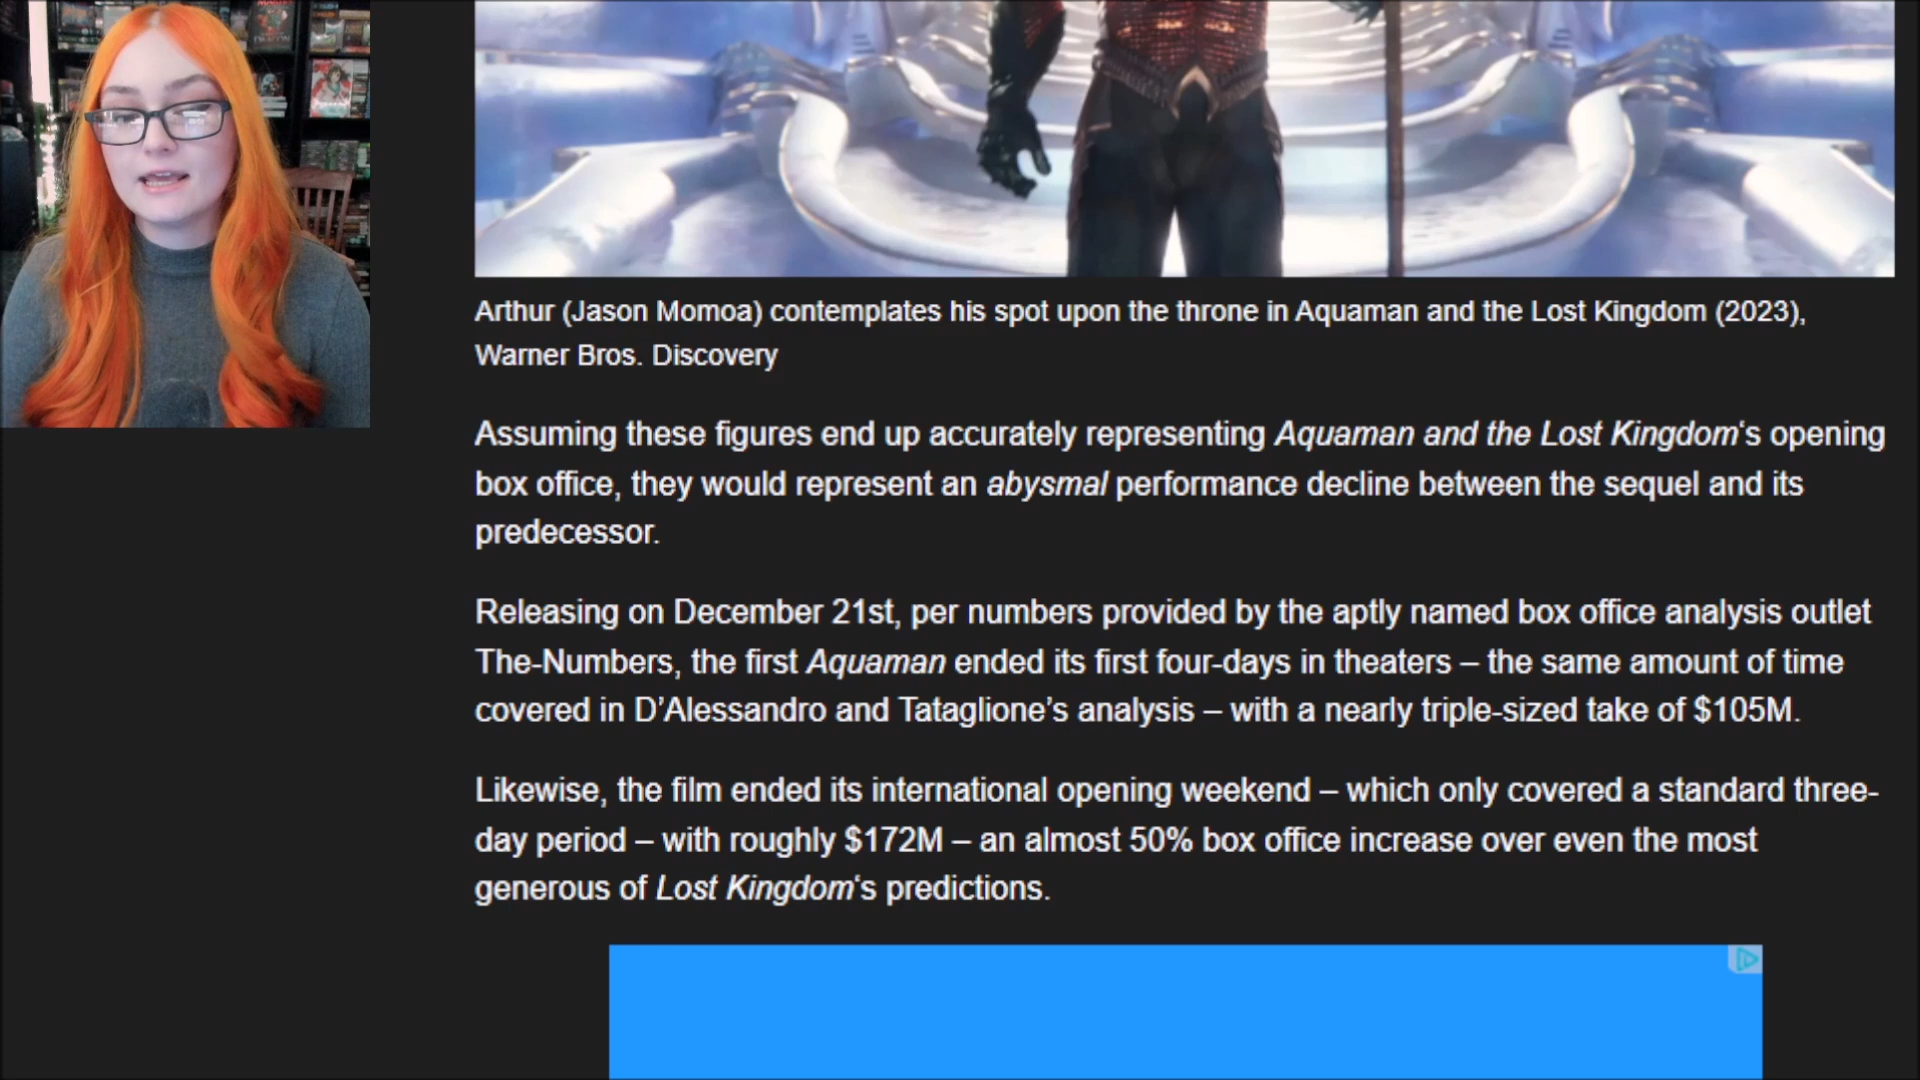 Arthur (Jason Momoa) contemplates his spot upon the throne in Aquaman and the Lost Kingdom (2023),
Warner Bros. Discovery
Assuming these figures end up accurately representing Aquaman and the Lost Kingdom‘s opening
box office, they would represent an abysmal performance decline between the sequel and its
predecessor.
Releasing on December 21st, per numbers provided by the aptly named box office analysis outlet
The-Numbers, the first Aquaman ended its first four-days in theaters – the same amount of time
covered in D’Alessandro and Tataglione’s analysis – with a nearly triple-sized take of $105M.
Likewise, the film ended its international opening weekend – which only covered a standard three-
day period – with roughly $172M – an almost 50% box office increase over even the most
generous of Lost Kingdom‘s predictions.